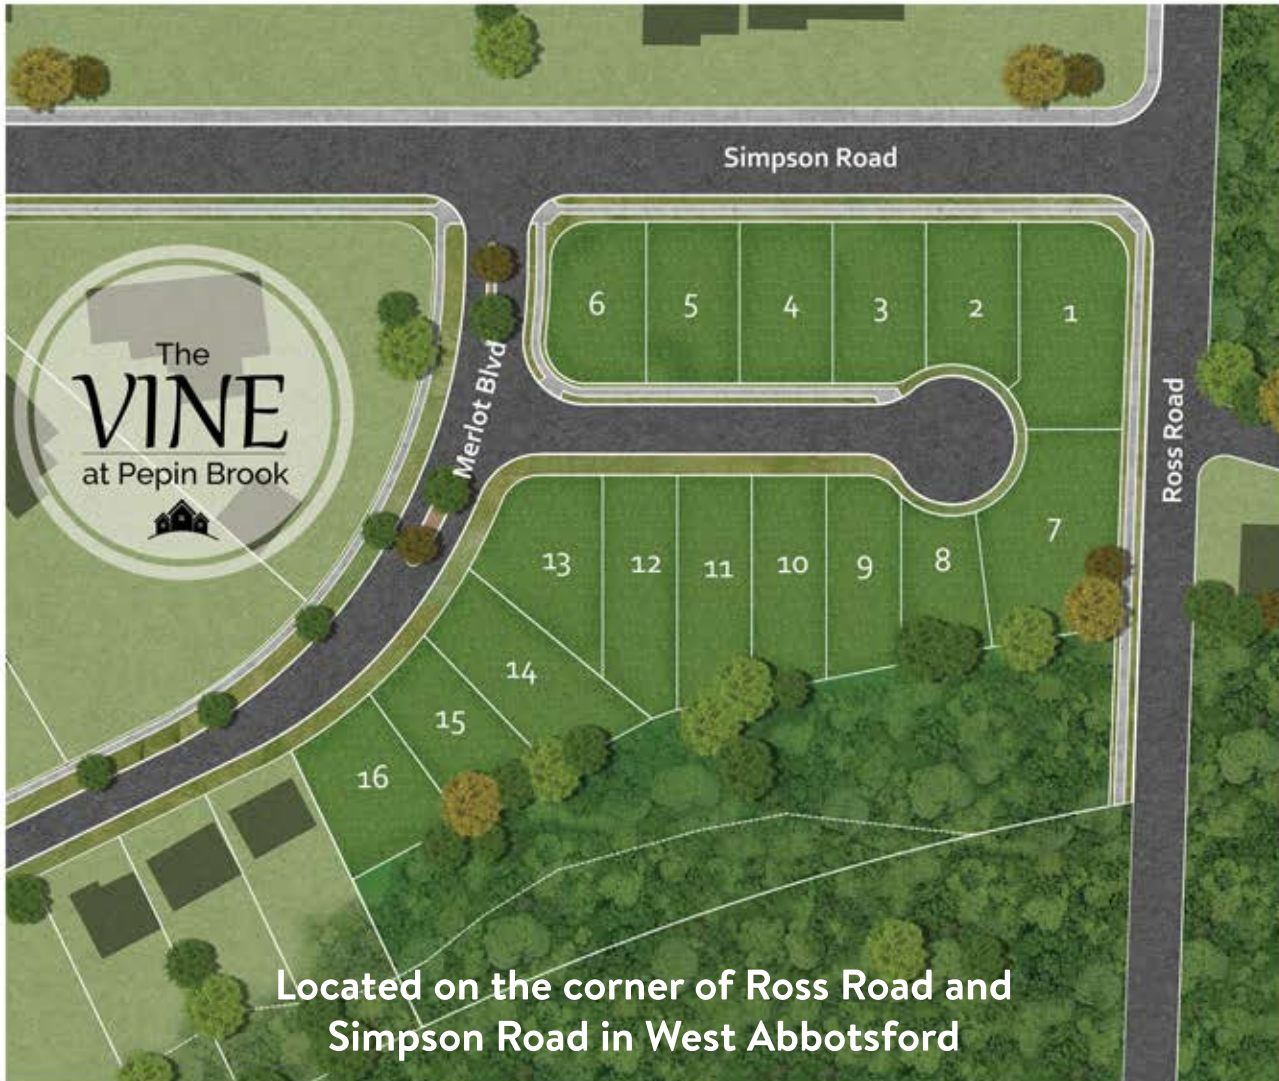 Simpson Road
6 5 4 3 2 1
The
VINE
at Pepin Brook
Merlot Blvd
Ross Road
7
13 12 11 10 9 8
14
15
16
Located on the corner of Ross Road and
Simpson Road in West Abbotsford